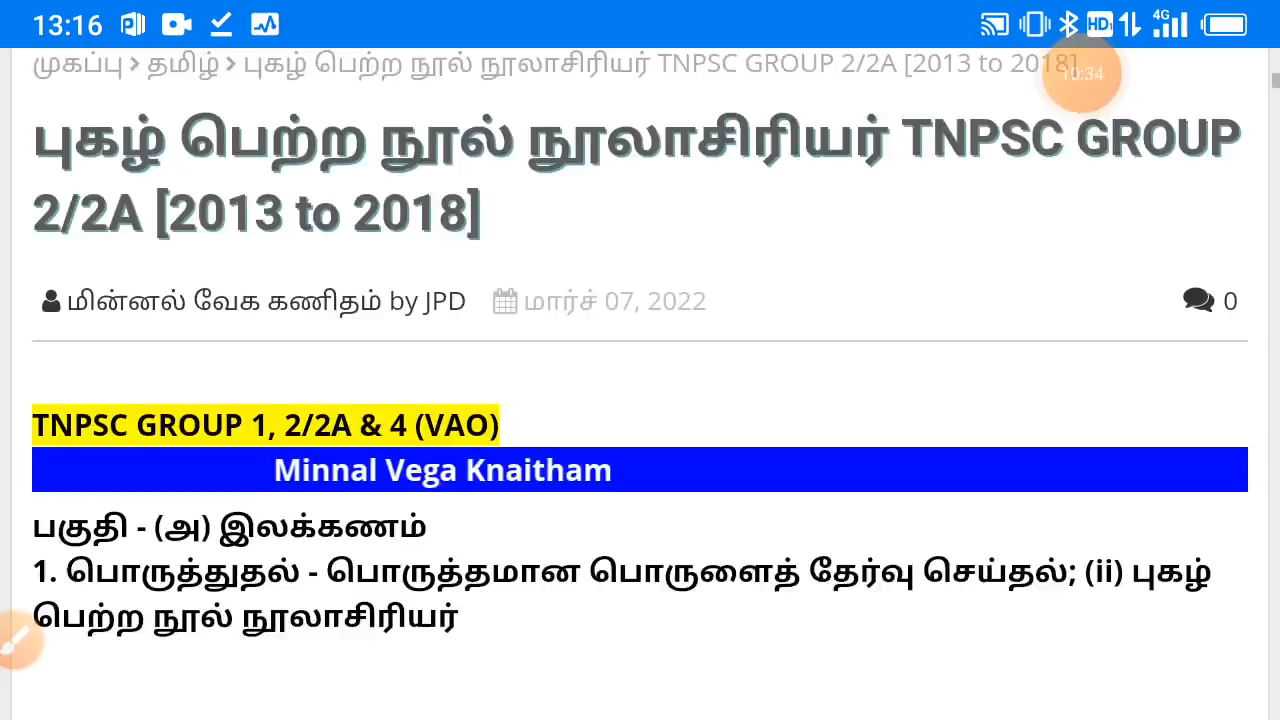 13:16
HD1 4G
முகப்பு › தமிழ் › புகழ் பெற்ற நூல் நூலாசிரியர் TNPSC GROUP 2/2A [2013 to 2018]
10:34
புகழ் பெற்ற நூல் நூலாசிரியர் TNPSC GROUP
2/2A [2013 to 2018]
மின்னல் வேக கணிதம் by JPD மார்ச் 07, 2022 0
TNPSC GROUP 1, 2/2A & 4 (VAO)
Minnal Vega Knaitham
பகுதி - (அ) இலக்கணம்
1. பொருத்துதல் - பொருத்தமான பொருளைத் தேர்வு செய்தல்; (ii) புகழ்
பெற்ற நூல் நூலாசிரியர்